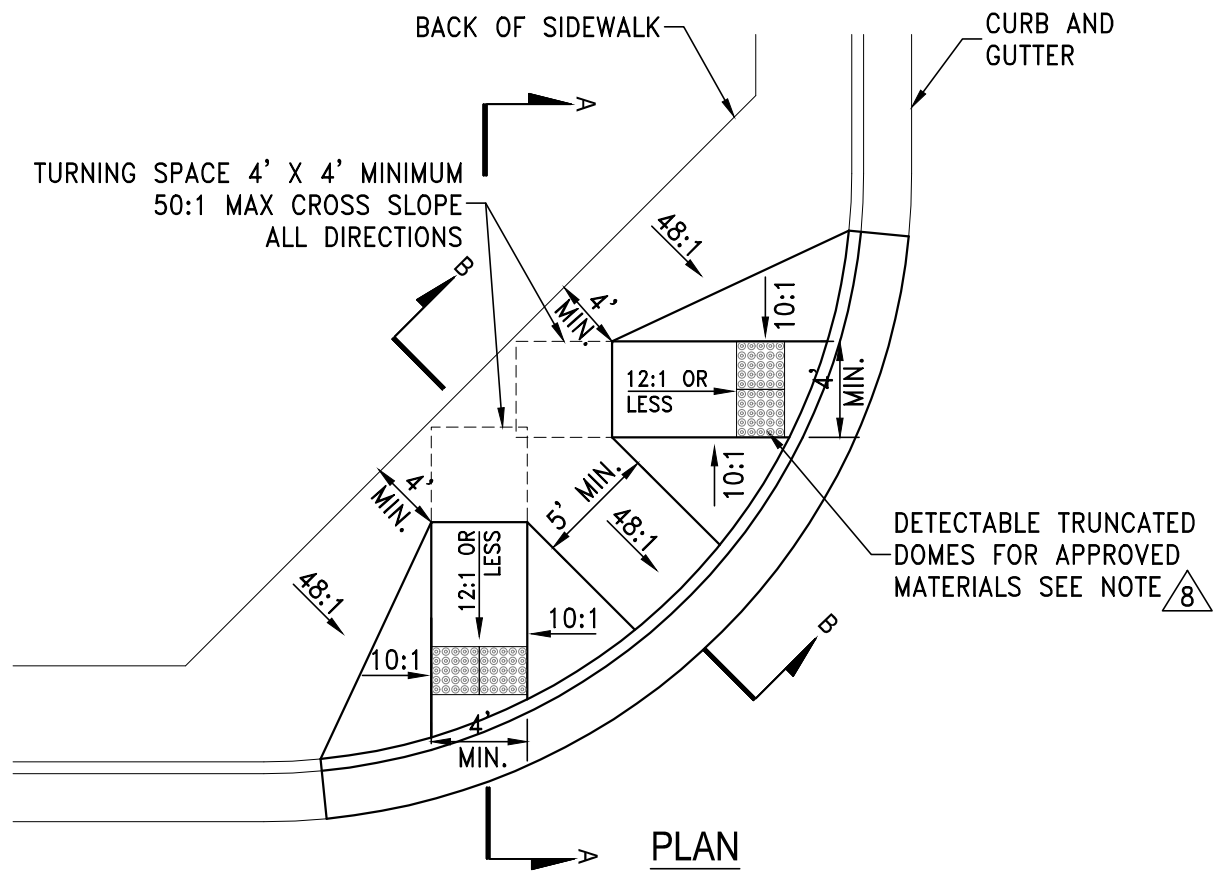 BACK OF SIDEWALK
CURB AND
GUTTER
A
TURNING SPACE 4' X 4' MINIMUM
50:1 MAX CROSS SLOPE
ALL DIRECTIONS
48:1
B
4'
MIN.
10:1
12:1 OR
LESS
4'
MIN.
10:1
4'
MIN.
5' MIN.
48:1
12:1 OR
LESS
DETECTABLE TRUNCATED
DOMES FOR APPROVED
MATERIALS SEE NOTE 8
48:1
10:1
10:1
B
4'
MIN.
A
PLAN